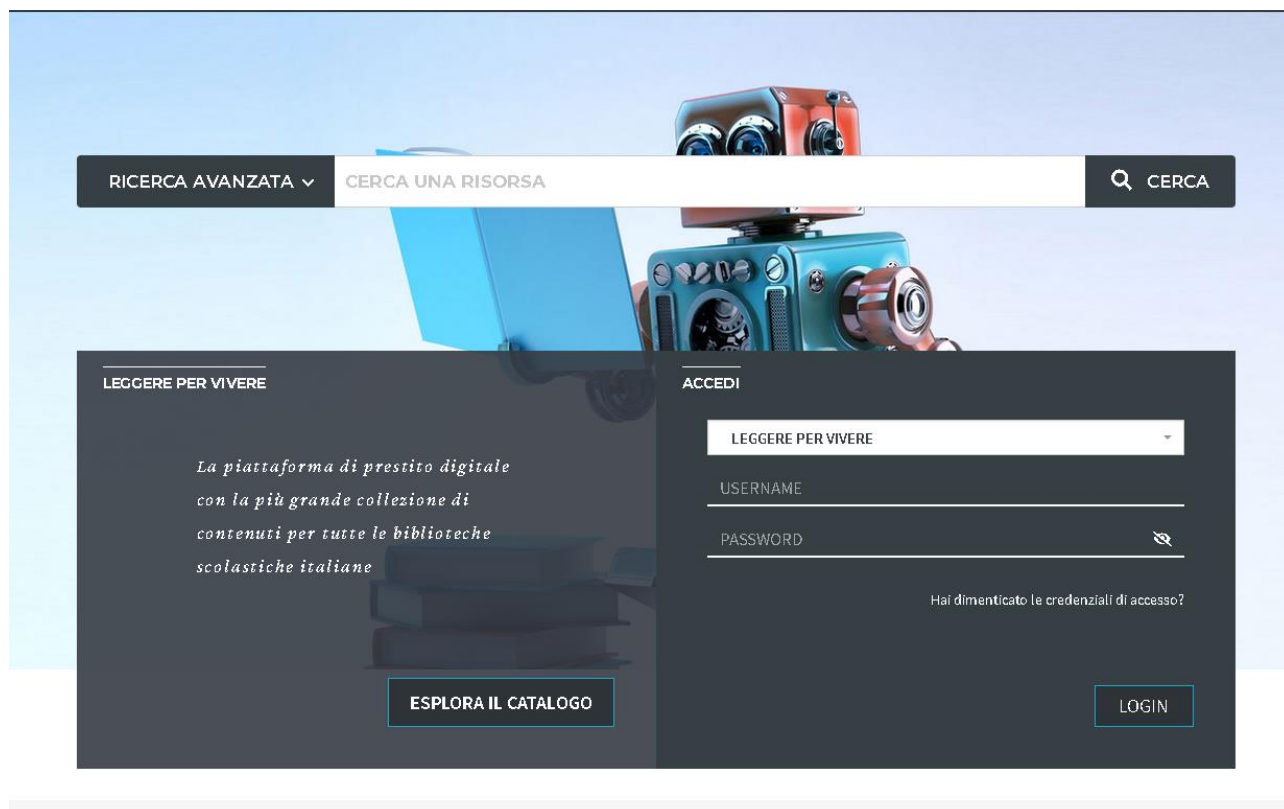 RICERCA AVANZATA
CERCA UNA RISORSA
CERCA
LEGGERE PER VIVERE
La piattaforma di prestito digitale
con la più grande collezione di
contenuti per tutte le biblioteche
scolastiche italiane
ESPLORA IL CATALOGO
ACCEDI
LEGGERE PER VIVERE
USERNAME
PASSWORD
Hai dimenticato le credenziali di accesso?
LOGIN